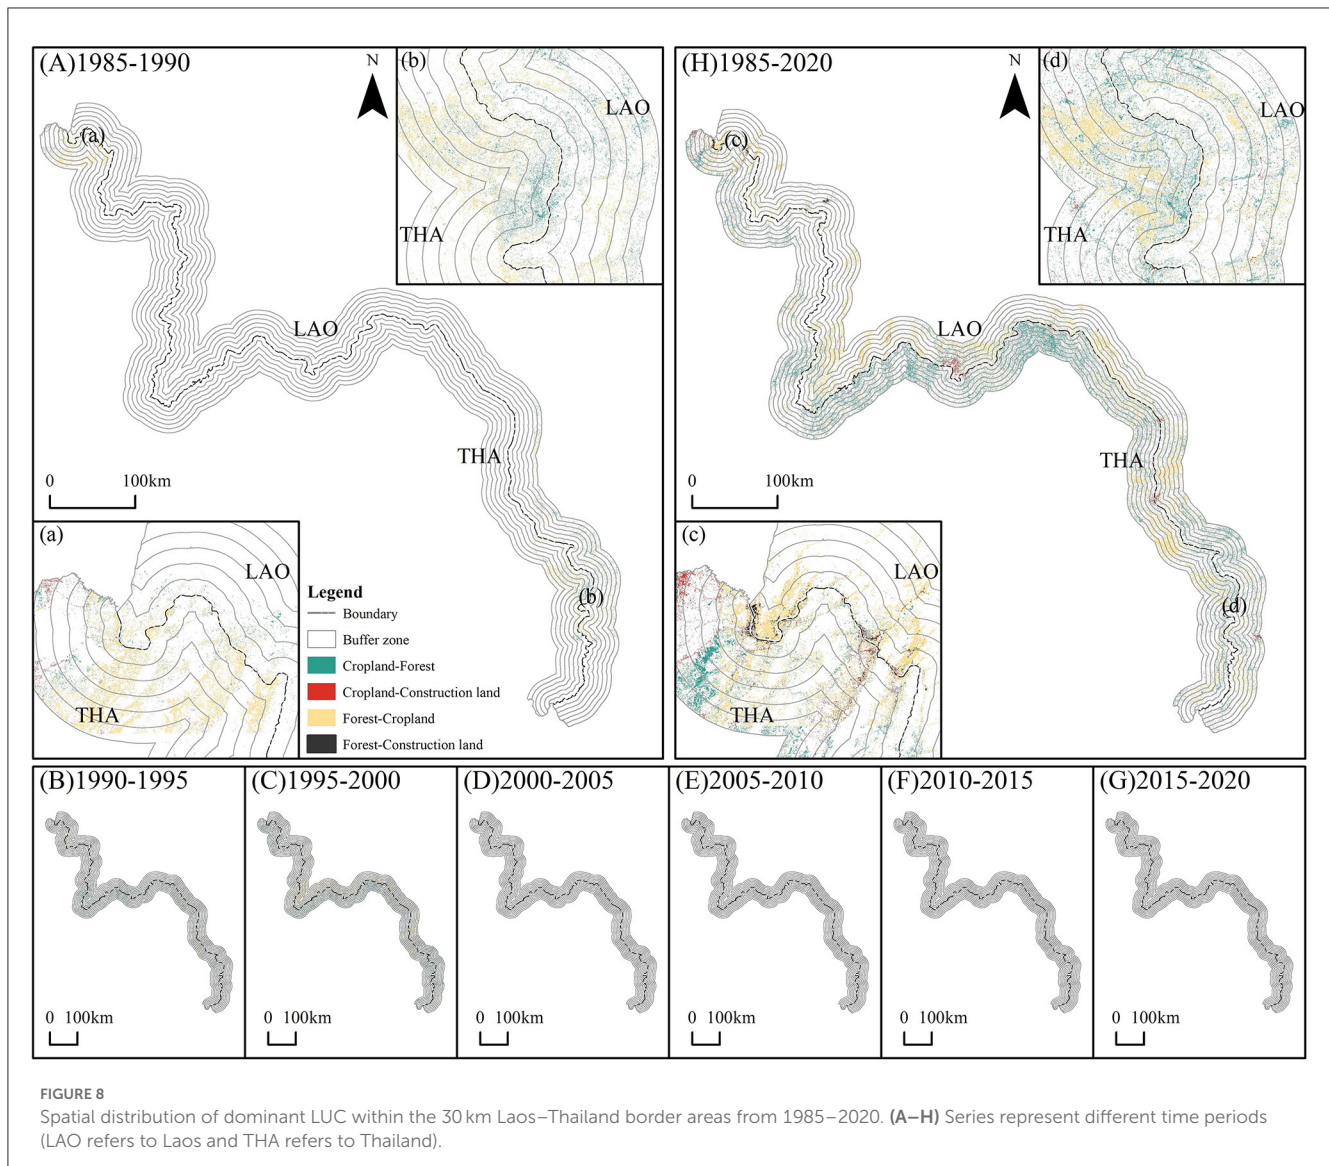 (A)1985-1990
N
(b)
LAO
THA
(a)
LAO
THA
0 100km
(b)
(a)
LAO
THA
Legend
Boundary
Buffer zone
Cropland-Forest
Cropland-Construction land
Forest-Cropland
Forest-Construction land
(H)1985-2020
N
(d)
LAO
THA
(c)
LAO
THA
0 100km
(d)
(c)
LAO
THA
(B)1990-1995
0 100km
(C)1995-2000
0 100km
(D)2000-2005
0 100km
(E)2005-2010
0 100km
(F)2010-2015
0 100km
(G)2015-2020
0 100km
FIGURE 8
Spatial distribution of dominant LUC within the 30 km Laos–Thailand border areas from 1985–2020. (A–H) Series represent different time periods
(LAO refers to Laos and THA refers to Thailand).